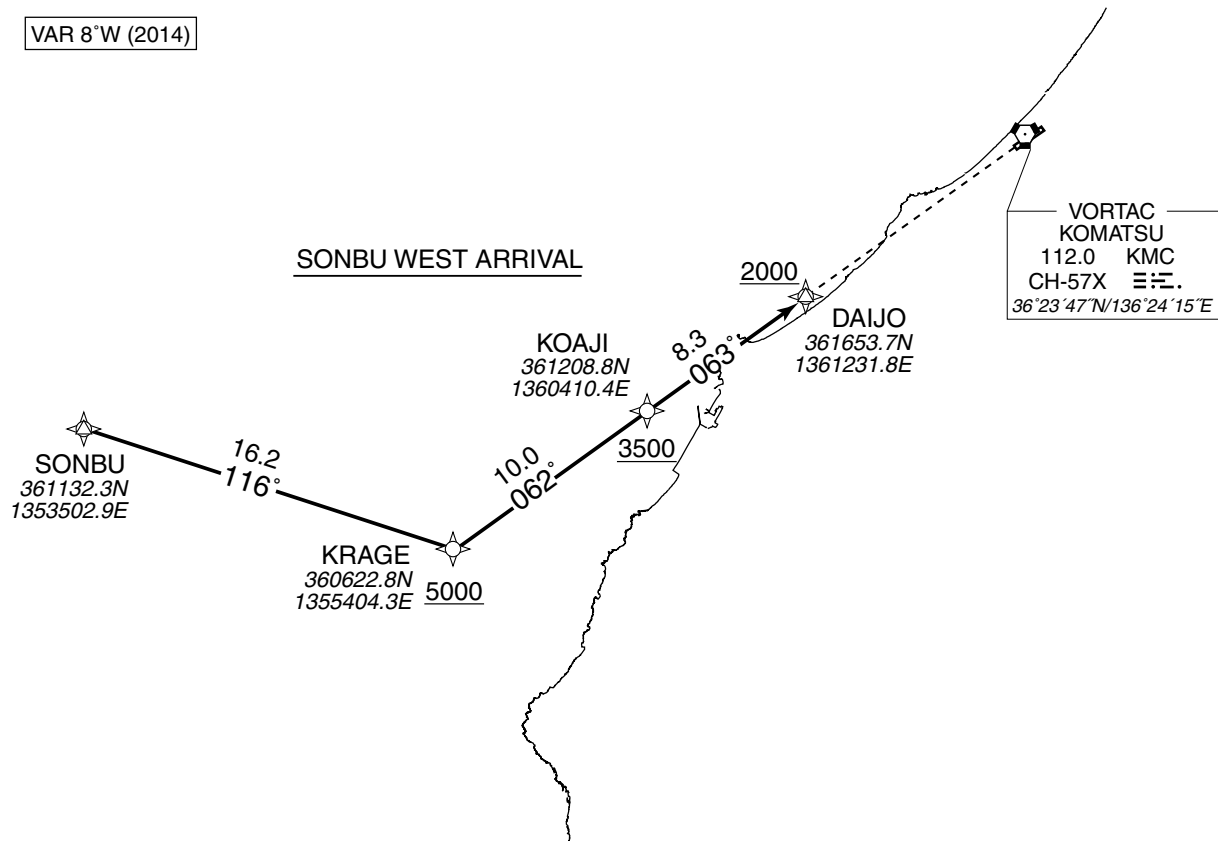 VAR 8°W (2014)
SONBU WEST ARRIVAL
VORTAC
KOMATSU
112.0 KMC
CH-57X
36°23´47˝N/136°24´15˝E
2000
DAIJO
361653.7N
1361231.8E
8.3
063°
KOAJI
361208.8N
1360410.4E
3500
10.0
062°
16.2
116°
SONBU
361132.3N
1353502.9E
KRAGE
360622.8N
1355404.3E
5000